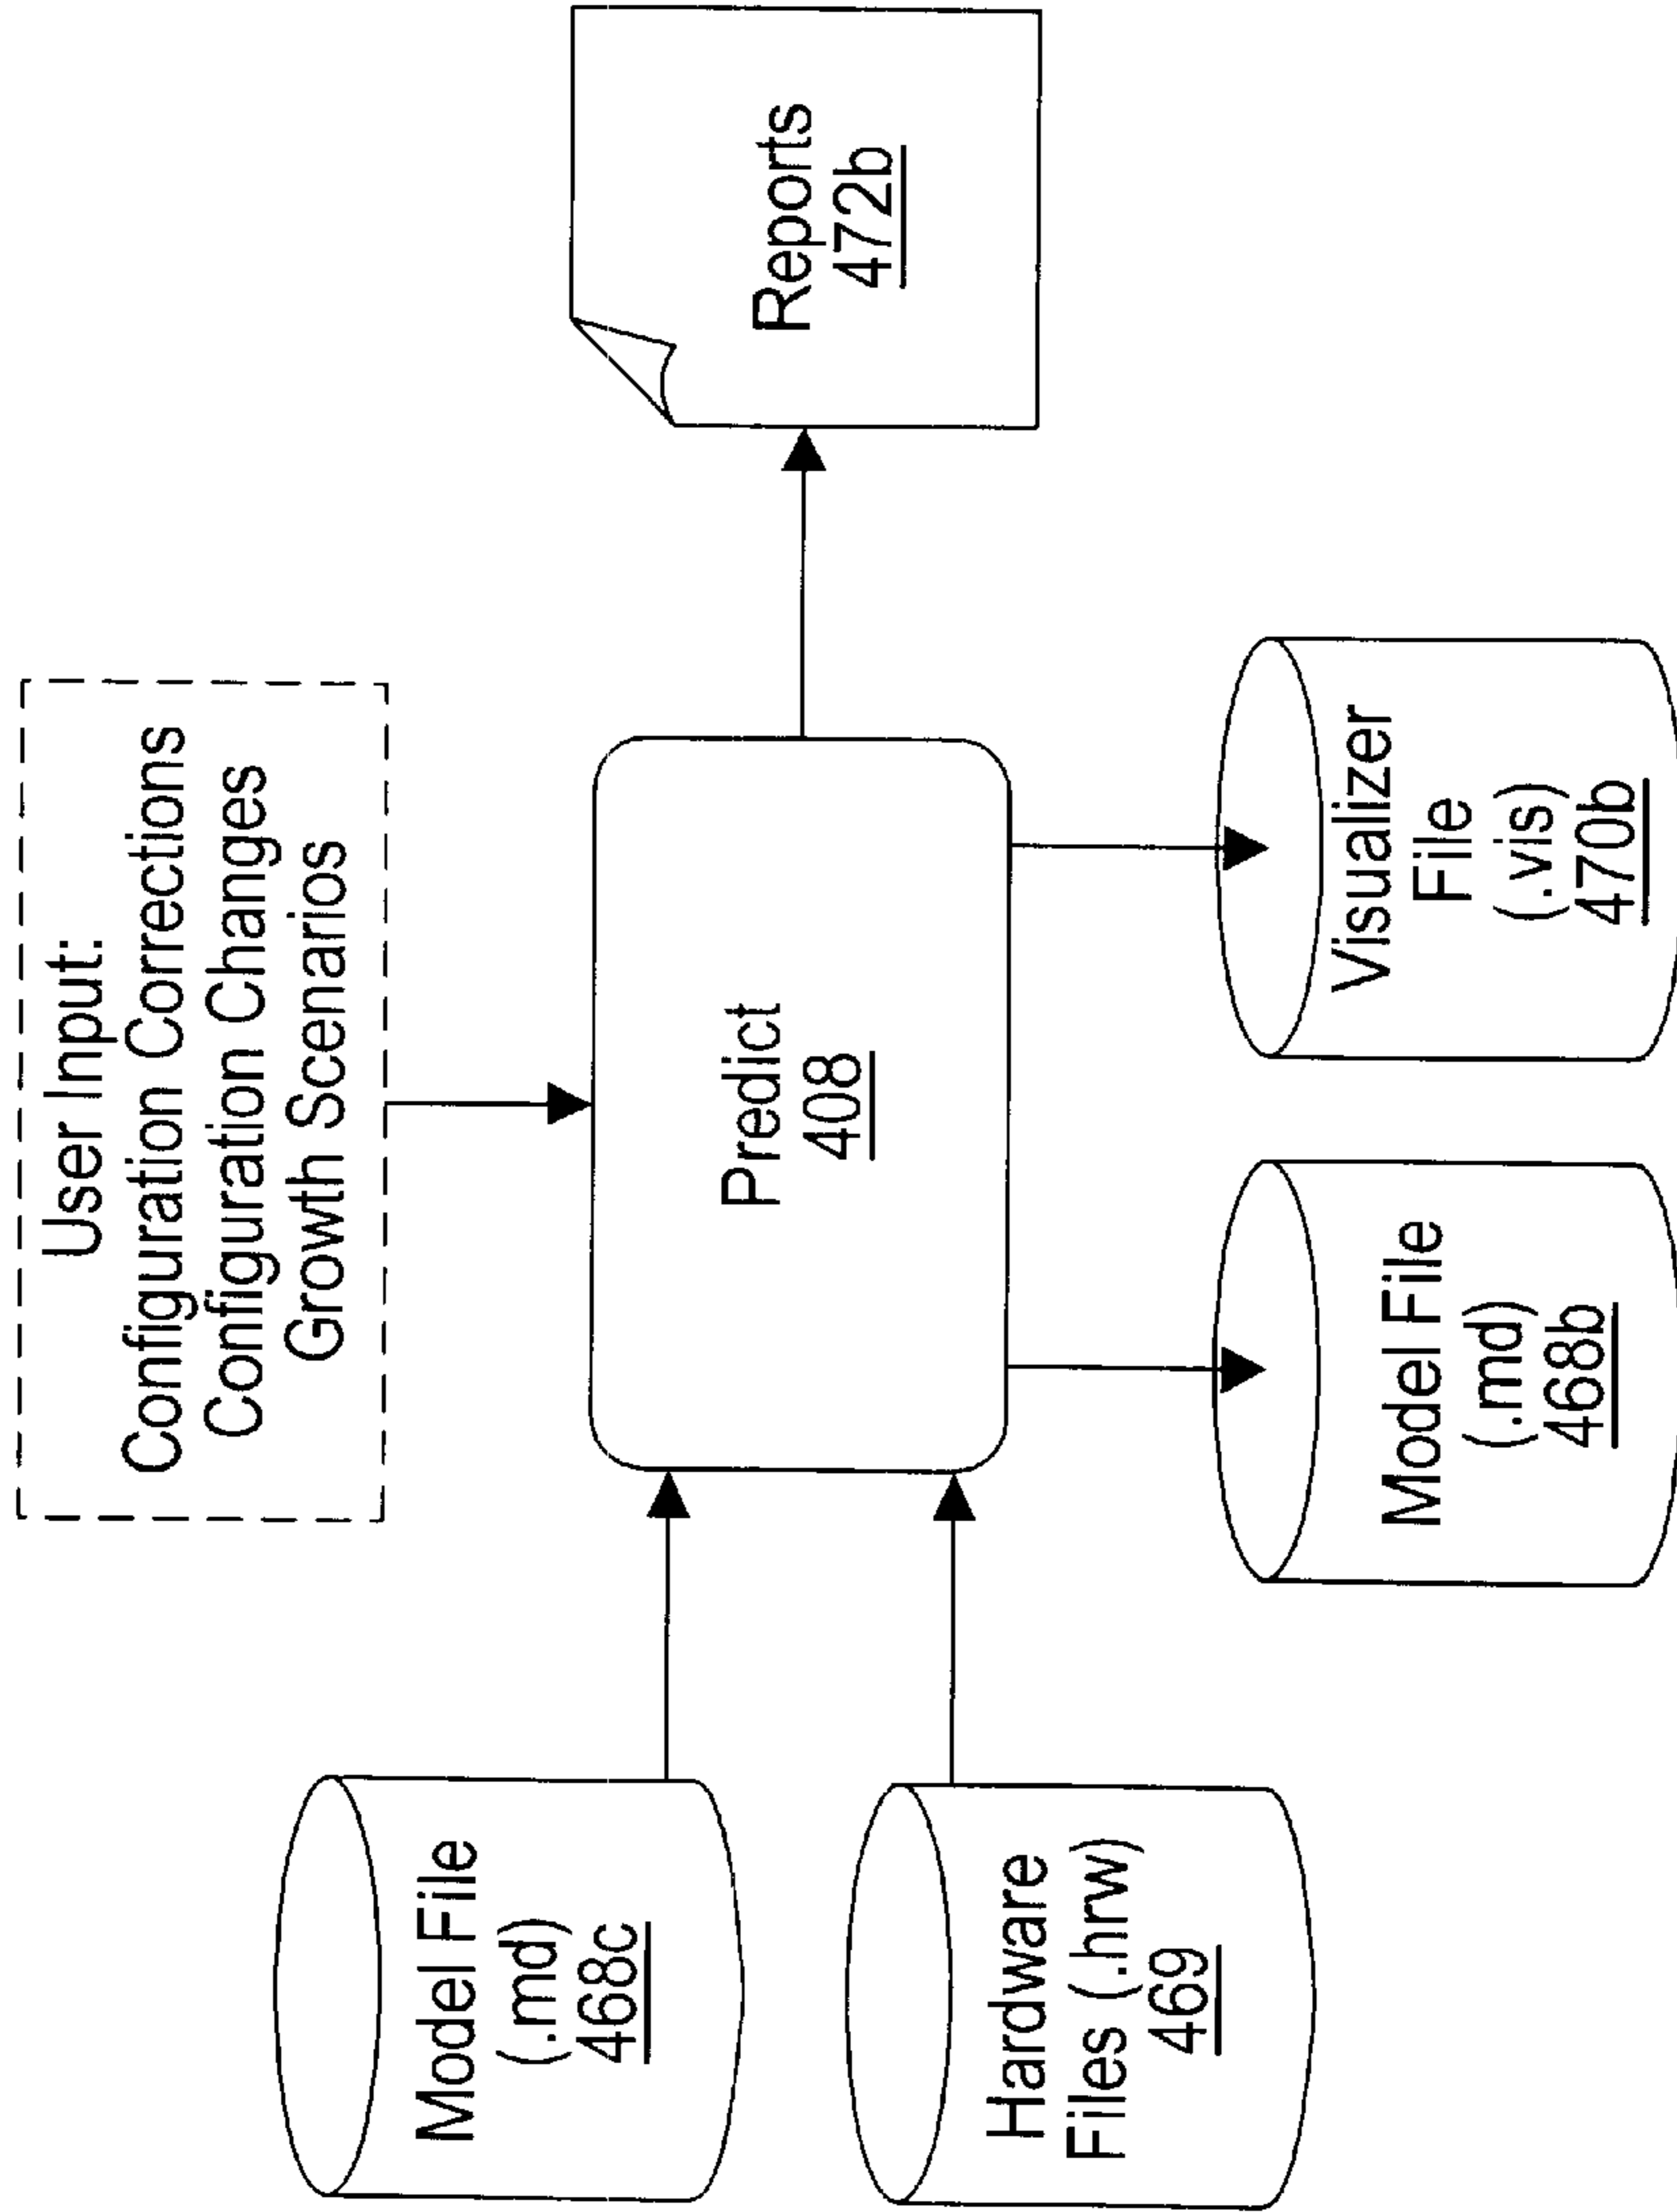 User Input:
Configuration Corrections
Configuration Changes
Growth Scenarios
Model File
(.md)
468c
Hardware
Files (.hrw)
469
Predict
408
Reports
472b
Model File
(.md)
468b
Visualizer
File
(.vis)
470b